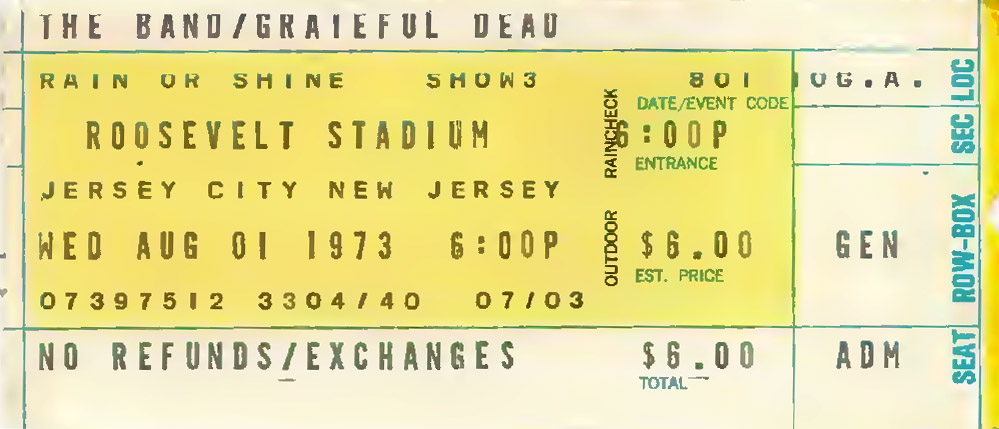 THE BAND/GRATEFUL DEAD
RAIN OR SHINE SHOW3 801 G.A.
DATE/EVENT CODE
ROOSEVELT STADIUM 6:00P
ENTRANCE
RAINCHECK
JERSEY CITY NEW JERSEY
WED AUG 01 1973 6:00P $6.00 GEN
EST. PRICE
OUTDOOR
07397512 3304/40 07/03
NO REFUNDS/EXCHANGES $6.00 ADM
TOTAL
LOC
SEC
ROW-BOX
SEAT